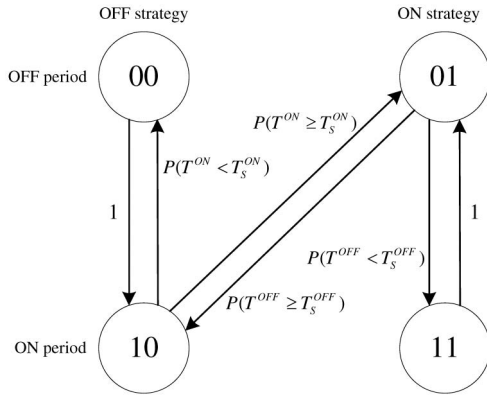 OFF strategy ON strategy
OFF period 00 01
P(T^{ON} ≥ T_S^{ON})
P(T^{ON} < T_S^{ON})
1 1
P(T^{OFF} < T_S^{OFF})
P(T^{OFF} ≥ T_S^{OFF})
ON period 10 11